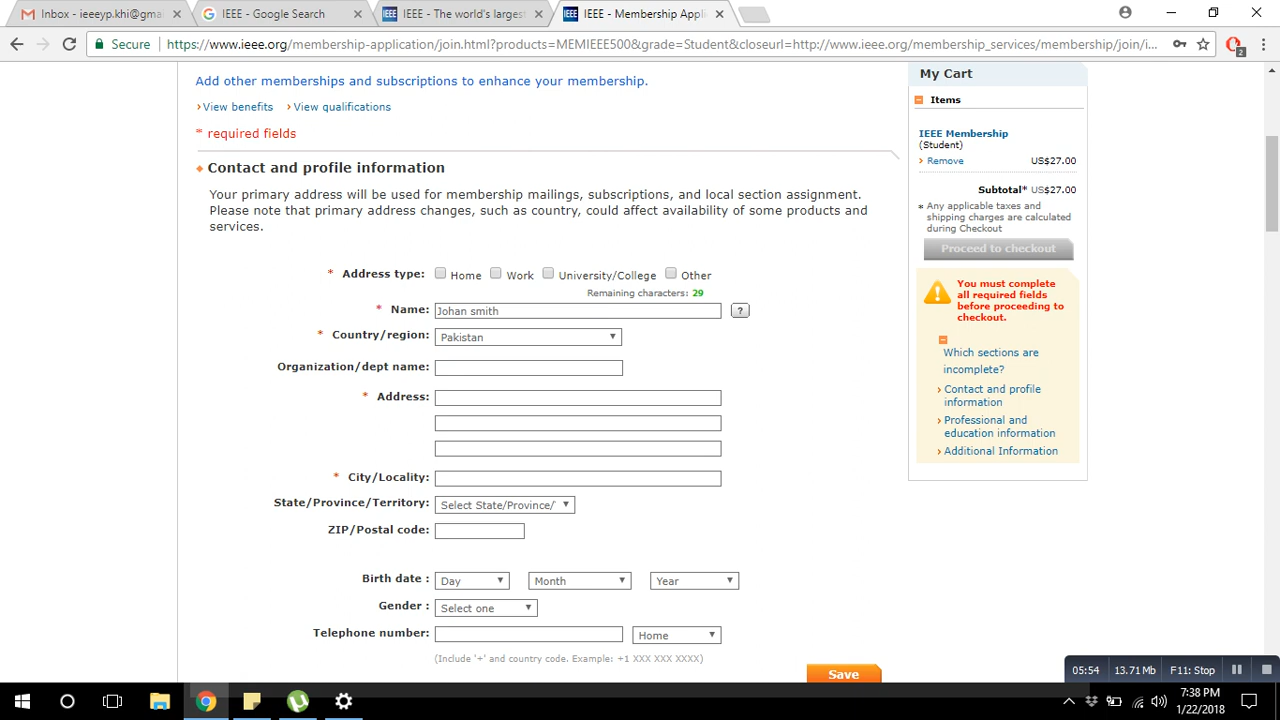 Inbox - ieeeyp.khi@gmai
IEEE - Google Search
IEEE - The world's largest
IEEE - Membership Appli
Secure
https://www.ieee.org/membership-application/join.html?products=MEMIEEE500&grade=Student&closeurl=http://www.ieee.org/membership_services/membership/join/i...
2
Add other memberships and subscriptions to enhance your membership.
View benefits
View qualifications
* required fields
Contact and profile information
Your primary address will be used for membership mailings, subscriptions, and local section assignment.
Please note that primary address changes, such as country, could affect availability of some products and
services.
* Address type: Home Work University/College Other
Remaining characters: 29
* Name: Johan smith ?
* Country/region: Pakistan
Organization/dept name:
* Address:
* City/Locality:
State/Province/Territory: Select State/Province/
ZIP/Postal code:
Birth date : Day Month Year
Gender : Select one
Telephone number: Home
(Include '+' and country code. Example: +1 XXX XXX XXXX)
Save
My Cart
Items
IEEE Membership
(Student)
Remove US$27.00
Subtotal* US$27.00
* Any applicable taxes and
shipping charges are calculated
during Checkout
Proceed to checkout
You must complete
all required fields
before proceeding to
checkout.
Which sections are
incomplete?
Contact and profile
information
Professional and
education information
Additional Information
05:54 13.71 Mb F11: Stop
7:38 PM
1/22/2018